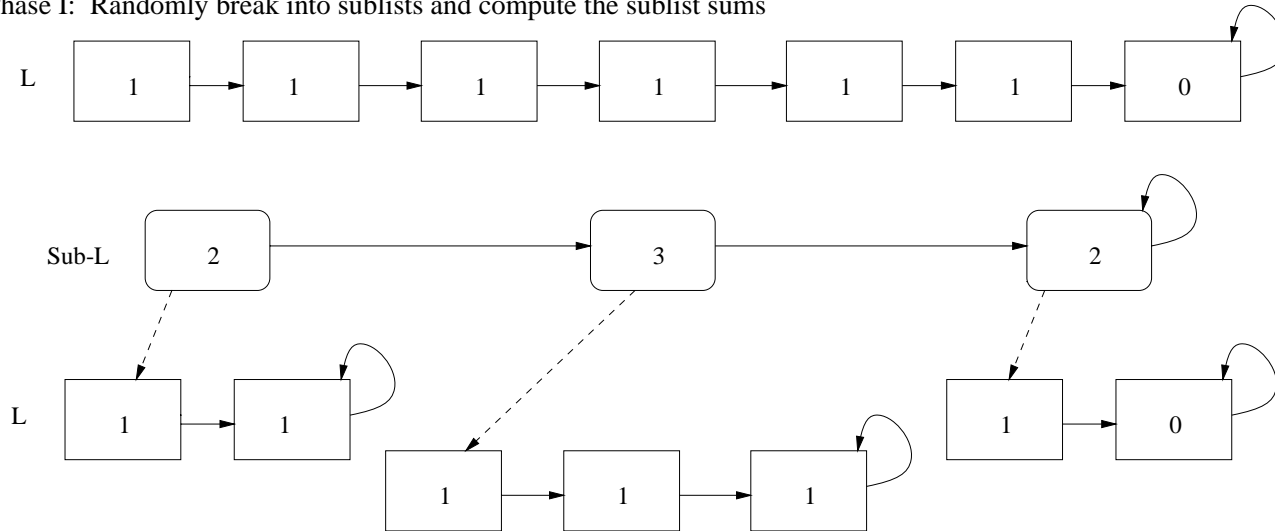 hase I: Randomly break into sublists and compute the sublist sums
L 1 1 1 1 1 1 0
Sub-L 2 3 2
L 1 1 1 0
1 1 1